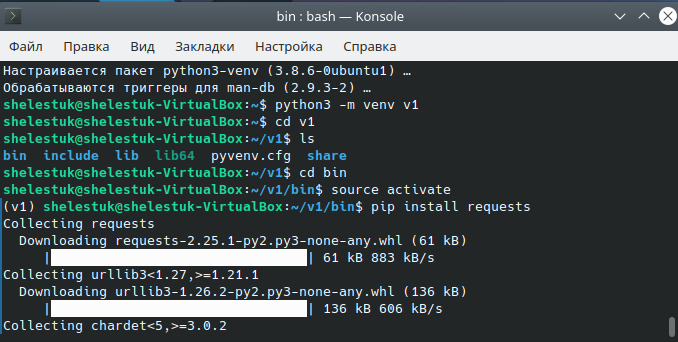 bin : bash — Konsole
Файл Правка Вид Закладки Настройка Справка
Настраивается пакет python3-venv (3.8.6-0ubuntu1) …
Обрабатываются триггеры для man-db (2.9.3-2) …
shelestuk@shelestuk-VirtualBox:~$ python3 -m venv v1
shelestuk@shelestuk-VirtualBox:~$ cd v1
shelestuk@shelestuk-VirtualBox:~/v1$ ls
bin include lib lib64 pyvenv.cfg share
shelestuk@shelestuk-VirtualBox:~/v1$ cd bin
shelestuk@shelestuk-VirtualBox:~/v1/bin$ source activate
(v1) shelestuk@shelestuk-VirtualBox:~/v1/bin$ pip install requests
Collecting requests
  Downloading requests-2.25.1-py2.py3-none-any.whl (61 kB)
     | | 61 kB 883 kB/s
Collecting urllib3<1.27,>=1.21.1
  Downloading urllib3-1.26.2-py2.py3-none-any.whl (136 kB)
     | | 136 kB 606 kB/s
Collecting chardet<5,>=3.0.2